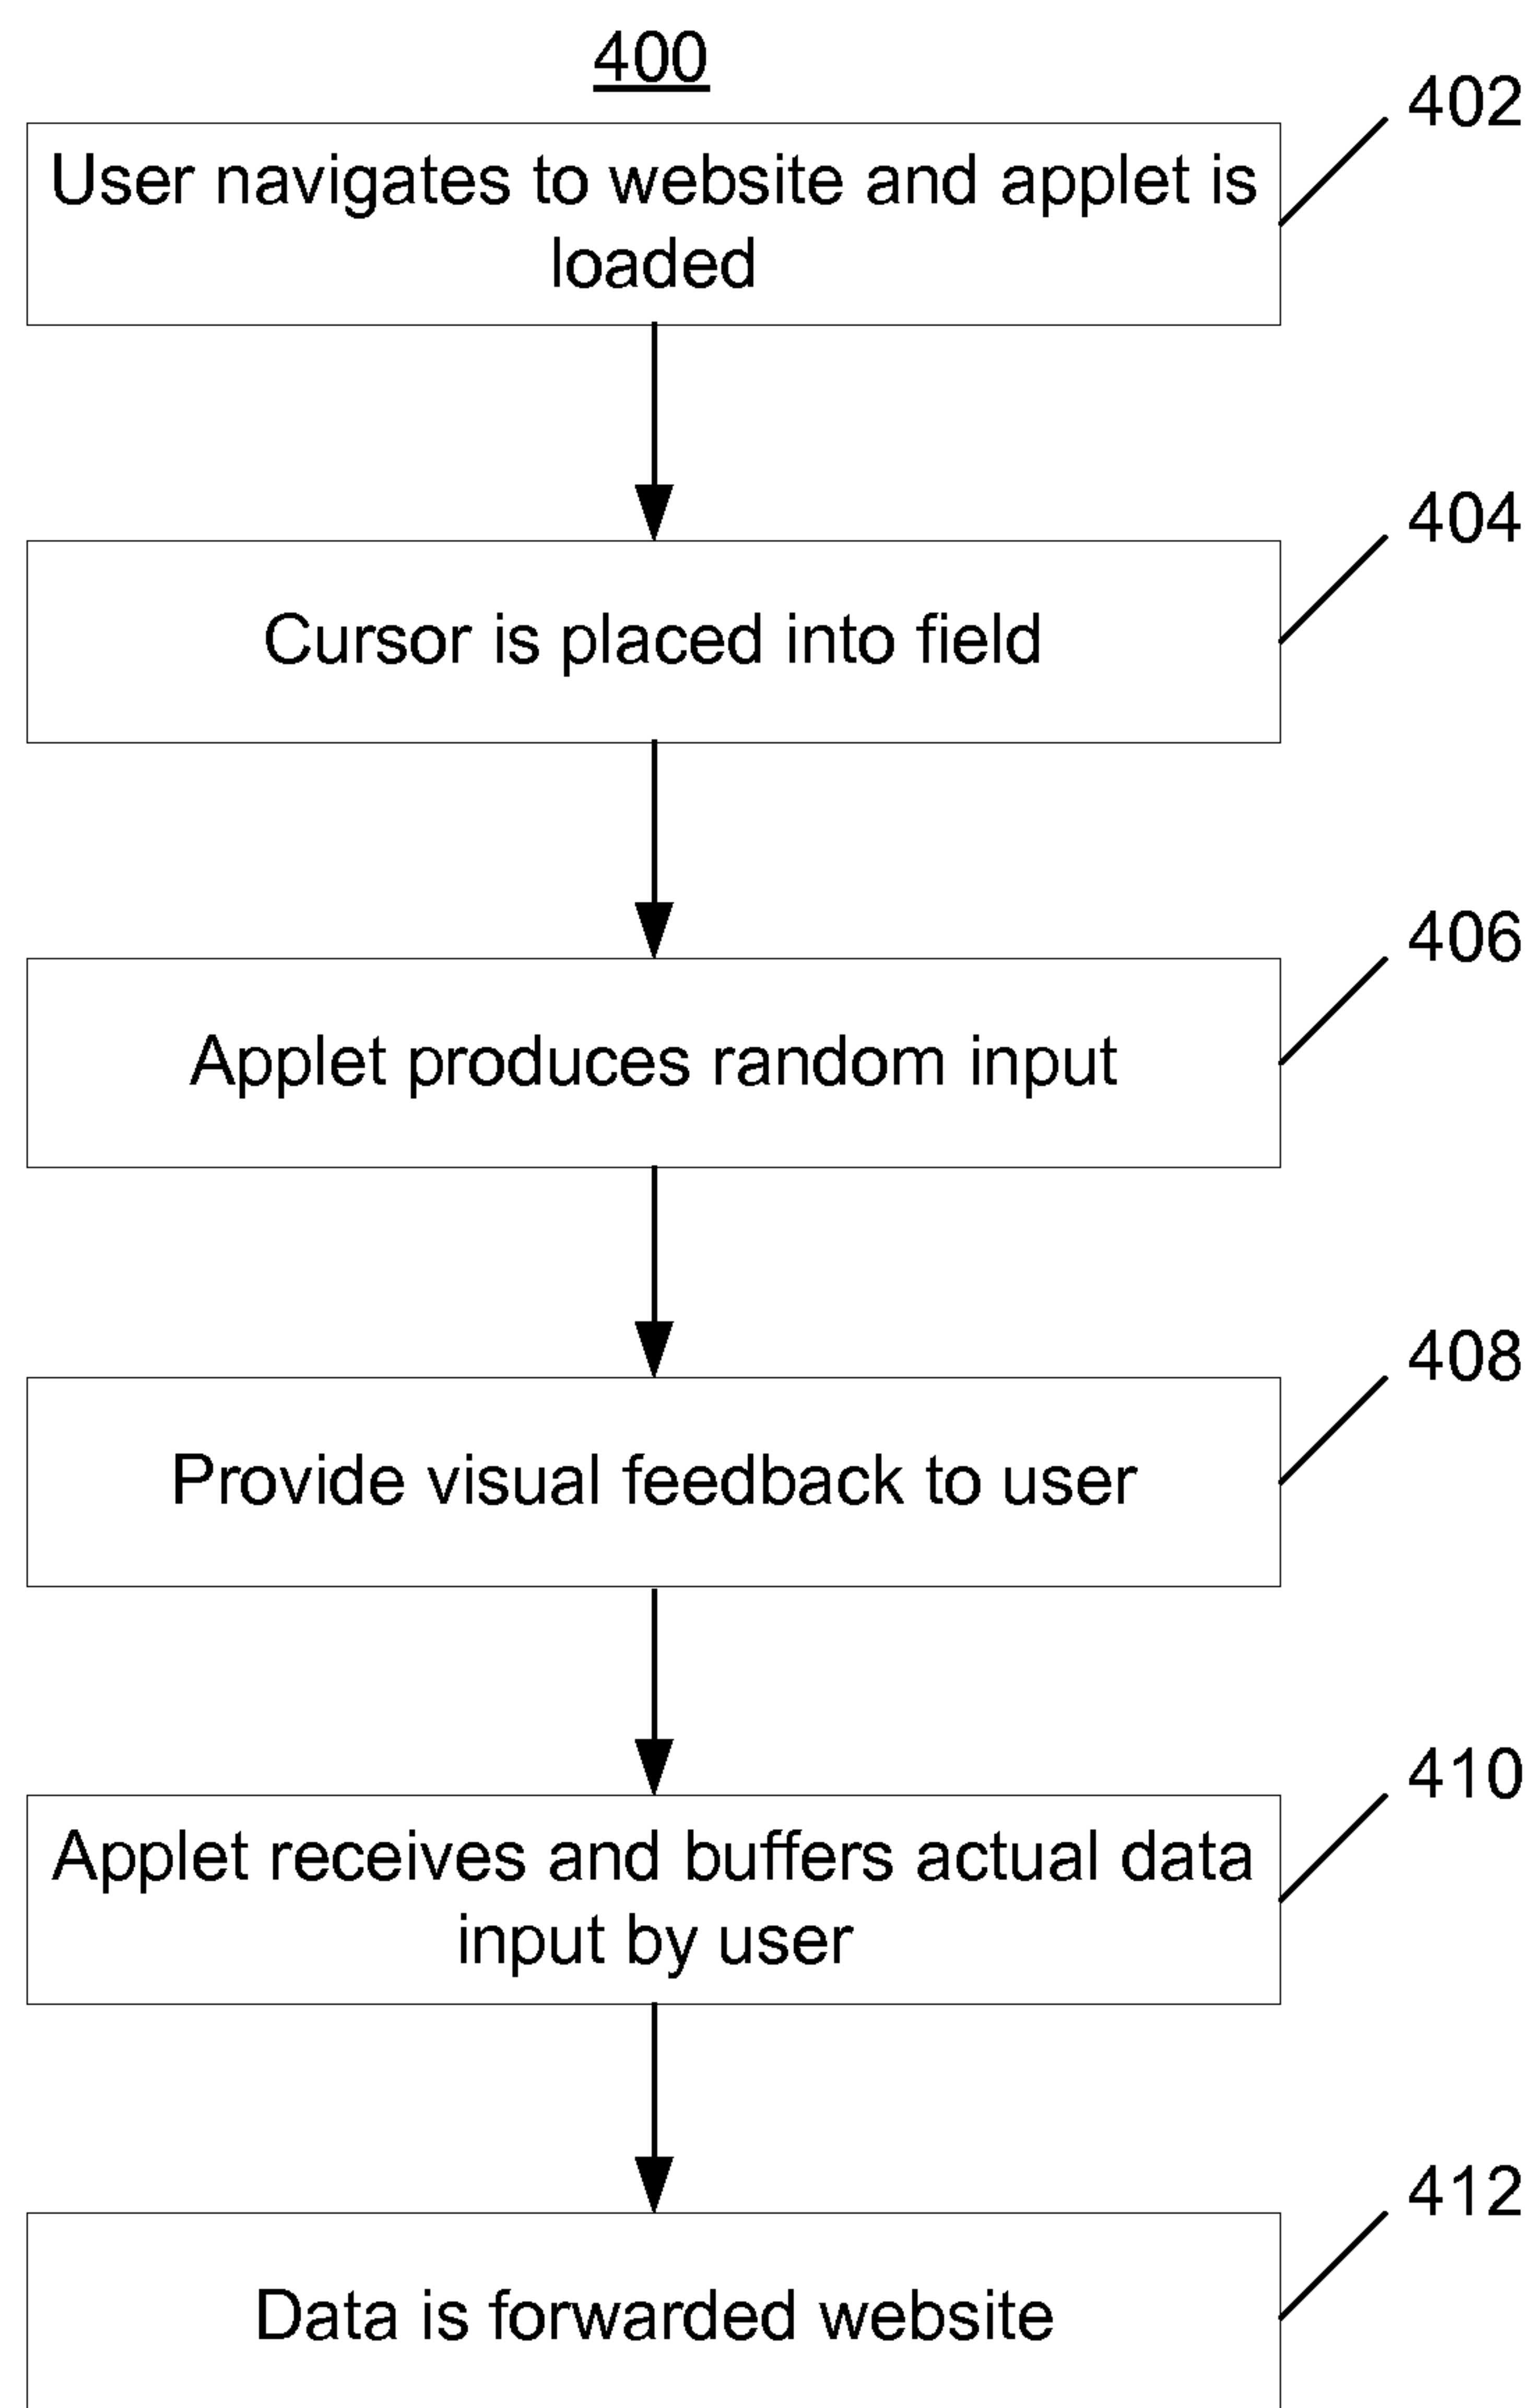 400
402
User navigates to website and applet is
loaded
404
Cursor is placed into field
406
Applet produces random input
408
Provide visual feedback to user
410
Applet receives and buffers actual data
input by user
412
Data is forwarded website